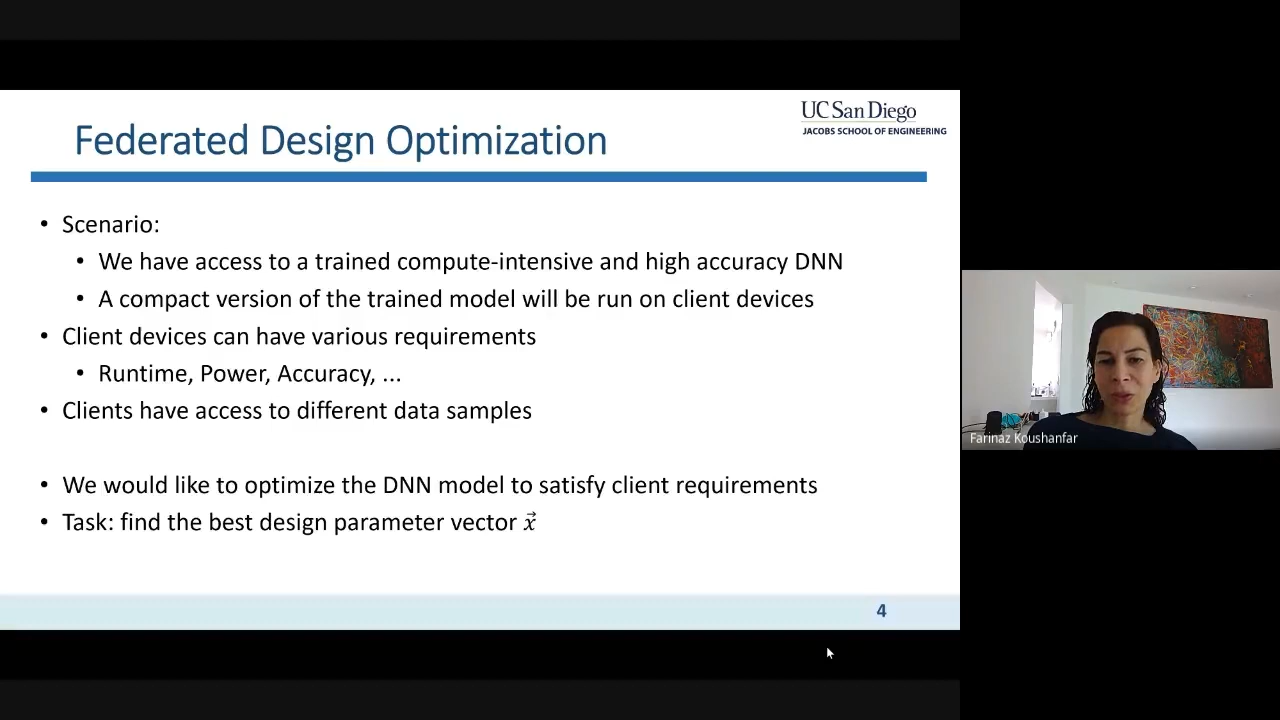 Federated Design Optimization
UC San Diego
JACOBS SCHOOL OF ENGINEERING
• Scenario:
• We have access to a trained compute-intensive and high accuracy DNN
• A compact version of the trained model will be run on client devices
• Client devices can have various requirements
• Runtime, Power, Accuracy, ...
• Clients have access to different data samples
• We would like to optimize the DNN model to satisfy client requirements
• Task: find the best design parameter vector x⃗
4
Farinaz Koushanfar